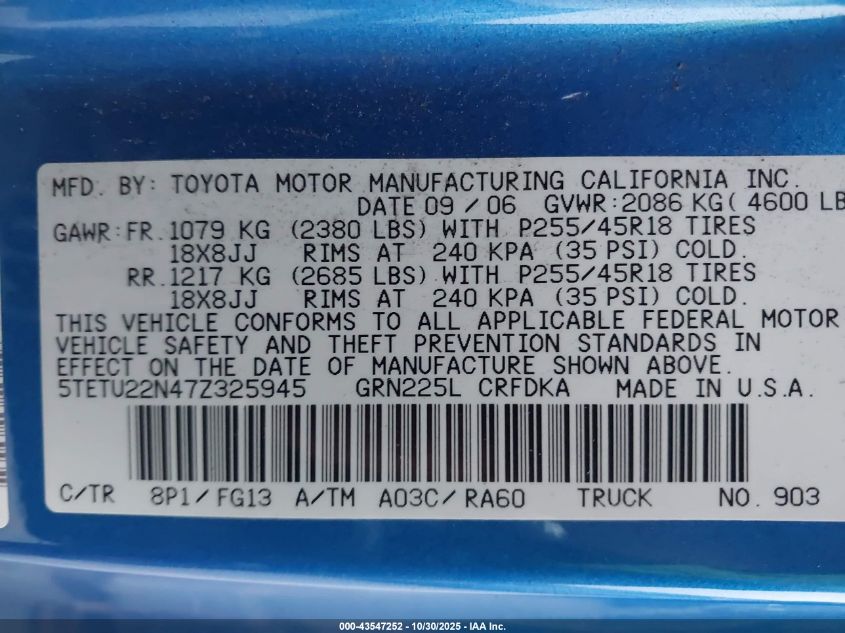 MFD. BY: TOYOTA MOTOR MANUFACTURING CALIFORNIA INC.
DATE 09 / 06 GVWR: 2086 KG ( 4600 LB
GAWR: FR. 1079 KG (2380 LBS) WITH P255/45R18 TIRES
18X8JJ RIMS AT 240 KPA (35 PSI) COLD.
RR. 1217 KG (2685 LBS) WITH P255/45R18 TIRES
18X8JJ RIMS AT 240 KPA (35 PSI) COLD.
THIS VEHICLE CONFORMS TO ALL APPLICABLE FEDERAL MOTOR
VEHICLE SAFETY AND THEFT PREVENTION STANDARDS IN
EFFECT ON THE DATE OF MANUFACTURE SHOWN ABOVE.
5TETU22N47Z325945 GRN225L CRFDKA MADE IN U.S.A.
C/TR 8P1/FG13 A/TM A03C/RA60 TRUCK NO. 903
000-43547252 - 10/30/2025 - IAA Inc.